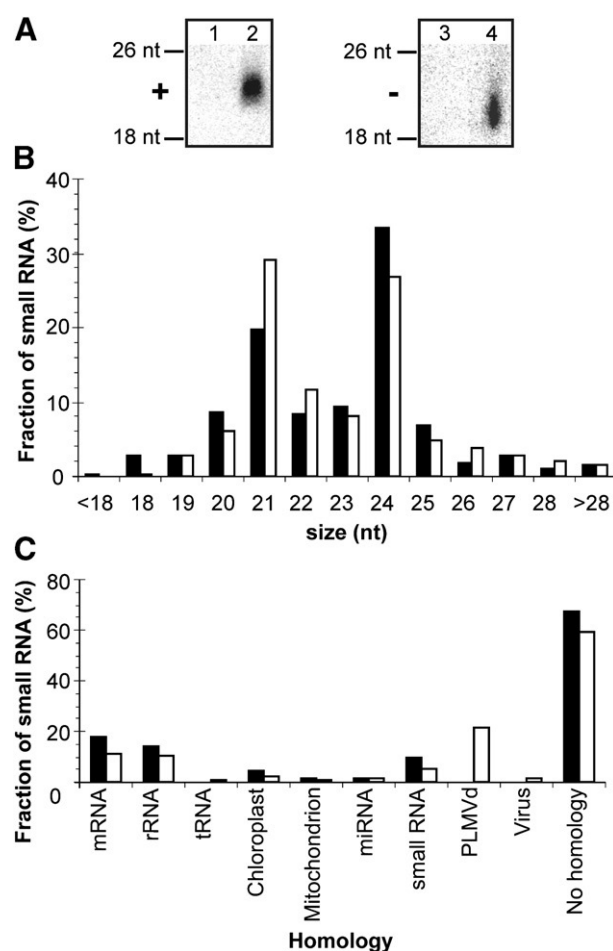 A
1 2
3 4
26 nt
+
18 nt
26 nt
-
18 nt
B
Fraction of small RNA (%)
40
30
20
10
0
<18 18 19 20 21 22 23 24 25 26 27 28 >28
size (nt)
C
Fraction of small RNA (%)
80
60
40
20
0
mRNA
rRNA
tRNA
Chloroplast
Mitochondrion
miRNA
small RNA
PLMVd
Virus
No homology
Homology